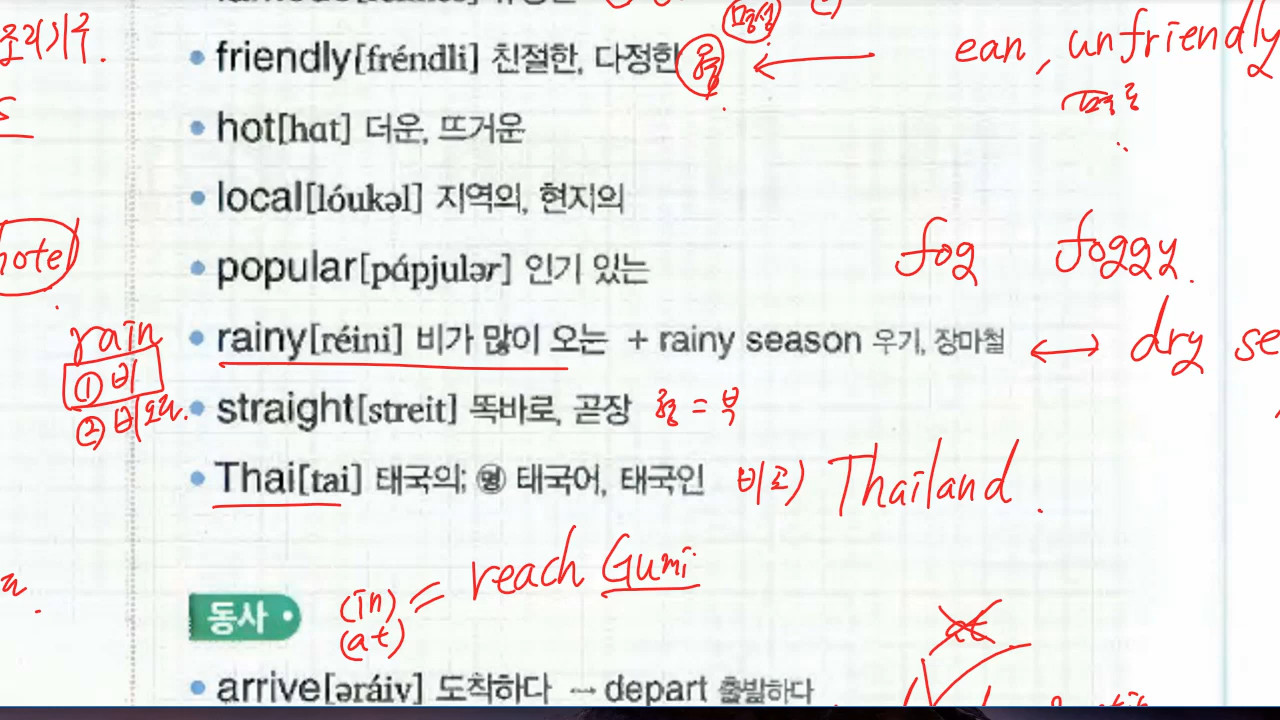 friendly[fréndli] 친절한, 다정한 형 ean, unfriendly
hot[hɑt] 더운, 뜨거운
local[lóukəl] 지역의, 현지의
hotel
fog foggy.
popular[pápjulər] 인기 있는
rain
rainy[réini] 비가 많이 오는 + rainy season 우기, 장마철 ↔ dry se
① 비
② 비오다.
straight[streit] 똑바로, 곧장 형 = 부
Thai[tai] 태국의; 명 태국어, 태국인 비교) Thailand.
(in) = reach Gumi
(at)
동사
at
arrive[əráiv] 도착하다 ↔ depart 출발하다